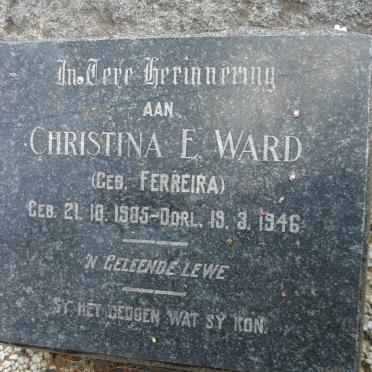 In Tere Herinnering
AAN
CHRISTINA E. WARD
(GEB. FERREIRA)
GEB. 21. 10. 1905-OORL. 19. 3. 1946
'N GELEENDE LEWE
SY HET GEDOEN WAT SY KON.